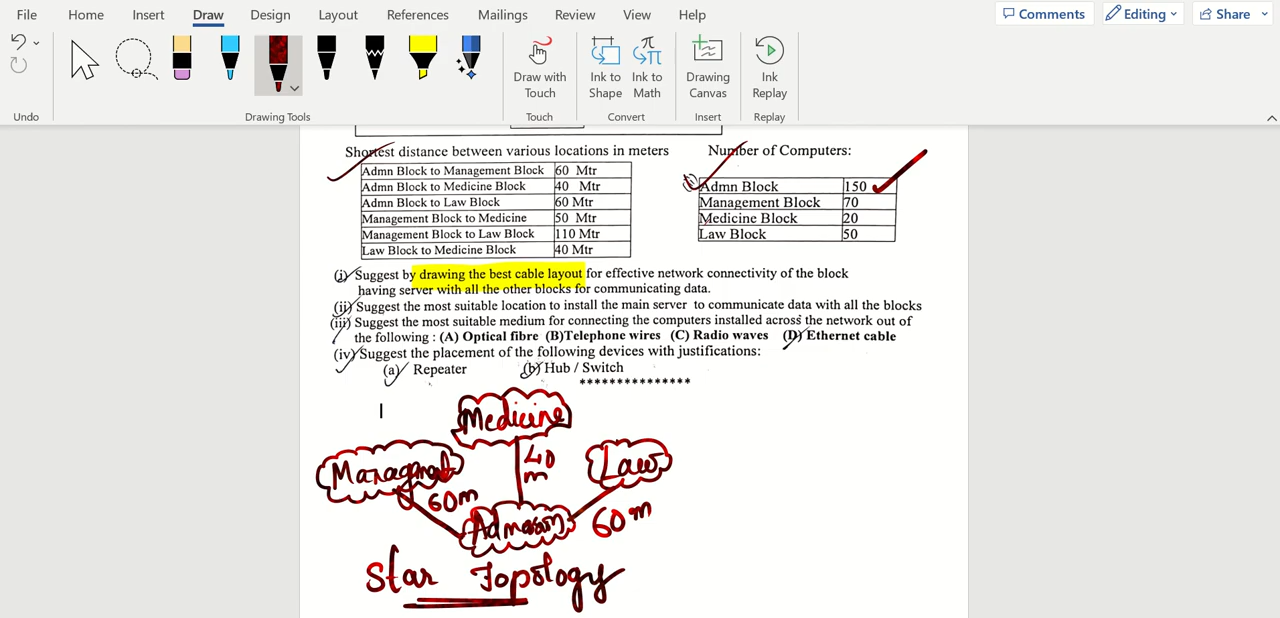 File Home Insert Draw Design Layout References Mailings Review View Help Comments Editing Share
Draw with Touch
Ink to Shape
Ink to Math
Drawing Canvas
Ink Replay
Undo Drawing Tools Touch Convert Insert Replay
Shortest distance between various locations in meters
Admn Block to Management Block 60 Mtr
Admn Block to Medicine Block 40 Mtr
Admn Block to Law Block 60 Mtr
Management Block to Medicine 50 Mtr
Management Block to Law Block 110 Mtr
Law Block to Medicine Block 40 Mtr
Number of Computers:
Admn Block 150
Management Block 70
Medicine Block 20
Law Block 50
(i) Suggest by drawing the best cable layout for effective network connectivity of the block
having server with all the other blocks for communicating data.
(ii) Suggest the most suitable location to install the main server to communicate data with all the blocks
(iii) Suggest the most suitable medium for connecting the computers installed across the network out of
the following : (A) Optical fibre (B)Telephone wires (C) Radio waves (D) Ethernet cable
(iv) Suggest the placement of the following devices with justifications:
(a) Repeater (b) Hub / Switch
***************
Medicine
40
m
Law
60m
60m
Star Topology